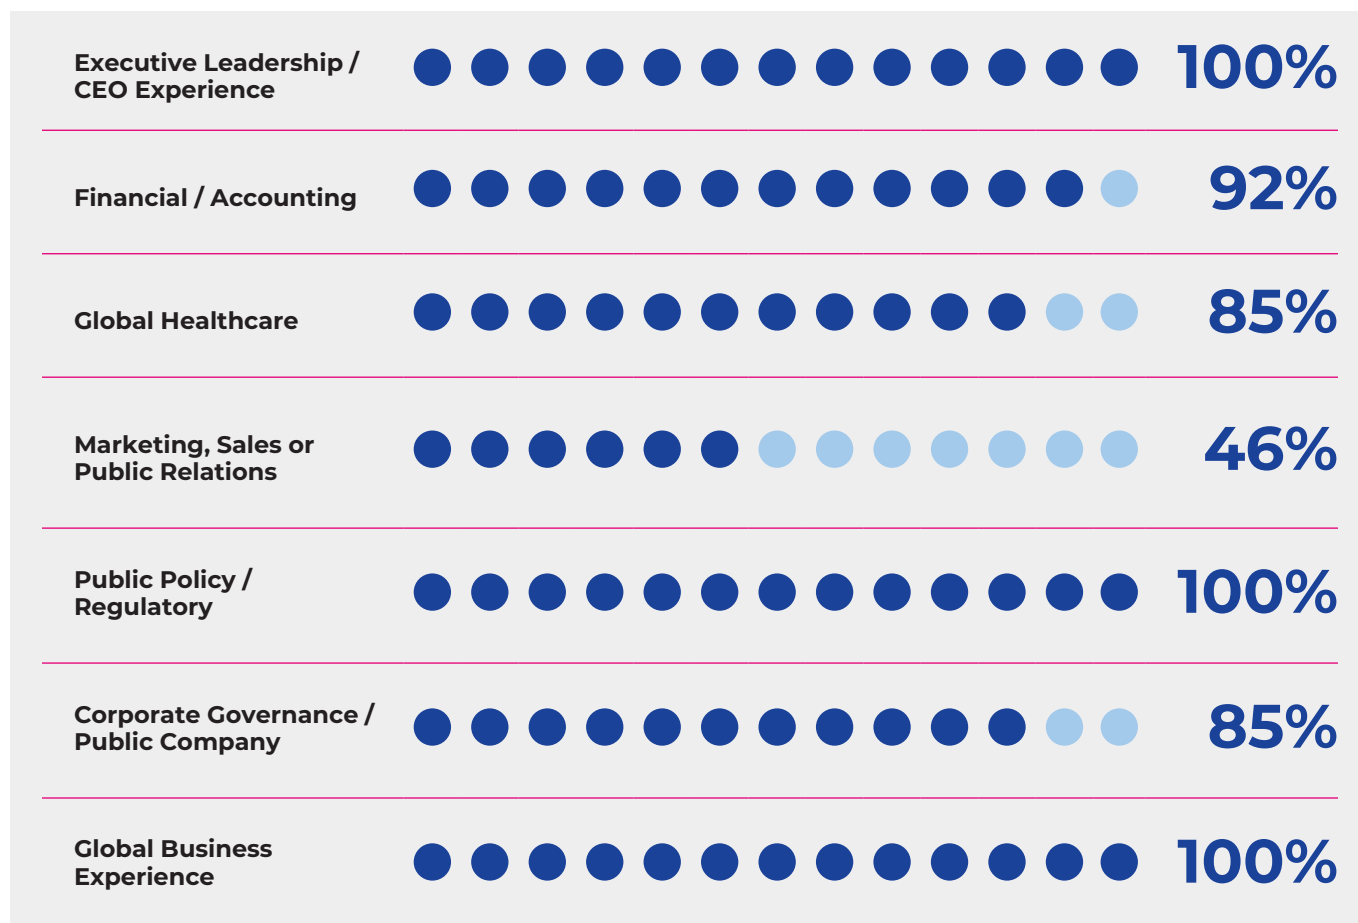 Executive Leadership /
CEO Experience
100%
Financial / Accounting
92%
Global Healthcare
85%
Marketing, Sales or
Public Relations
46%
Public Policy /
Regulatory
100%
Corporate Governance /
Public Company
85%
Global Business
Experience
100%